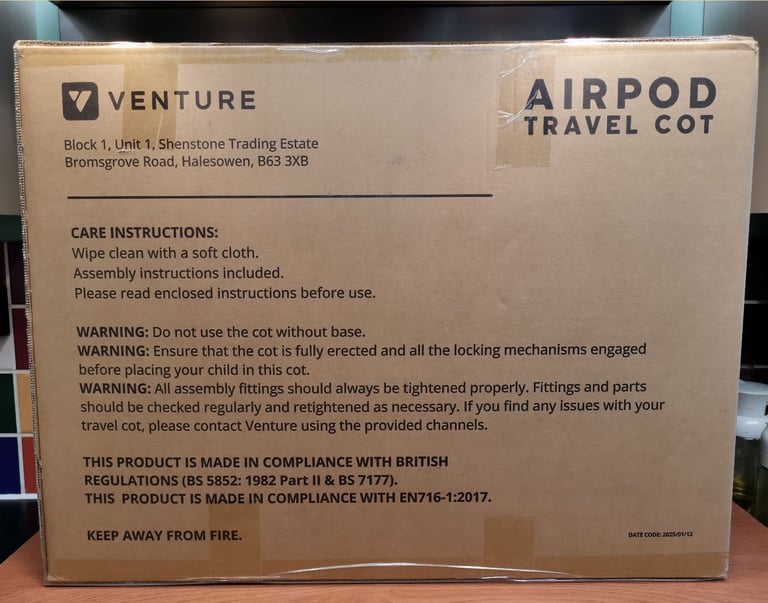 VENTURE
AIRPOD
TRAVEL COT
Block 1, Unit 1, Shenstone Trading Estate
Bromsgrove Road, Halesowen, B63 3XB
CARE INSTRUCTIONS:
Wipe clean with a soft cloth.
Assembly instructions included.
Please read enclosed instructions before use.
WARNING: Do not use the cot without base.
WARNING: Ensure that the cot is fully erected and all the locking mechanisms engaged
before placing your child in this cot.
WARNING: All assembly fittings should always be tightened properly. Fittings and parts
should be checked regularly and retightened as necessary. If you find any issues with your
travel cot, please contact Venture using the provided channels.
THIS PRODUCT IS MADE IN COMPLIANCE WITH BRITISH
REGULATIONS (BS 5852: 1982 Part II & BS 7177).
THIS PRODUCT IS MADE IN COMPLIANCE WITH EN716-1:2017.
KEEP AWAY FROM FIRE.
DATE CODE: 2025/01/12